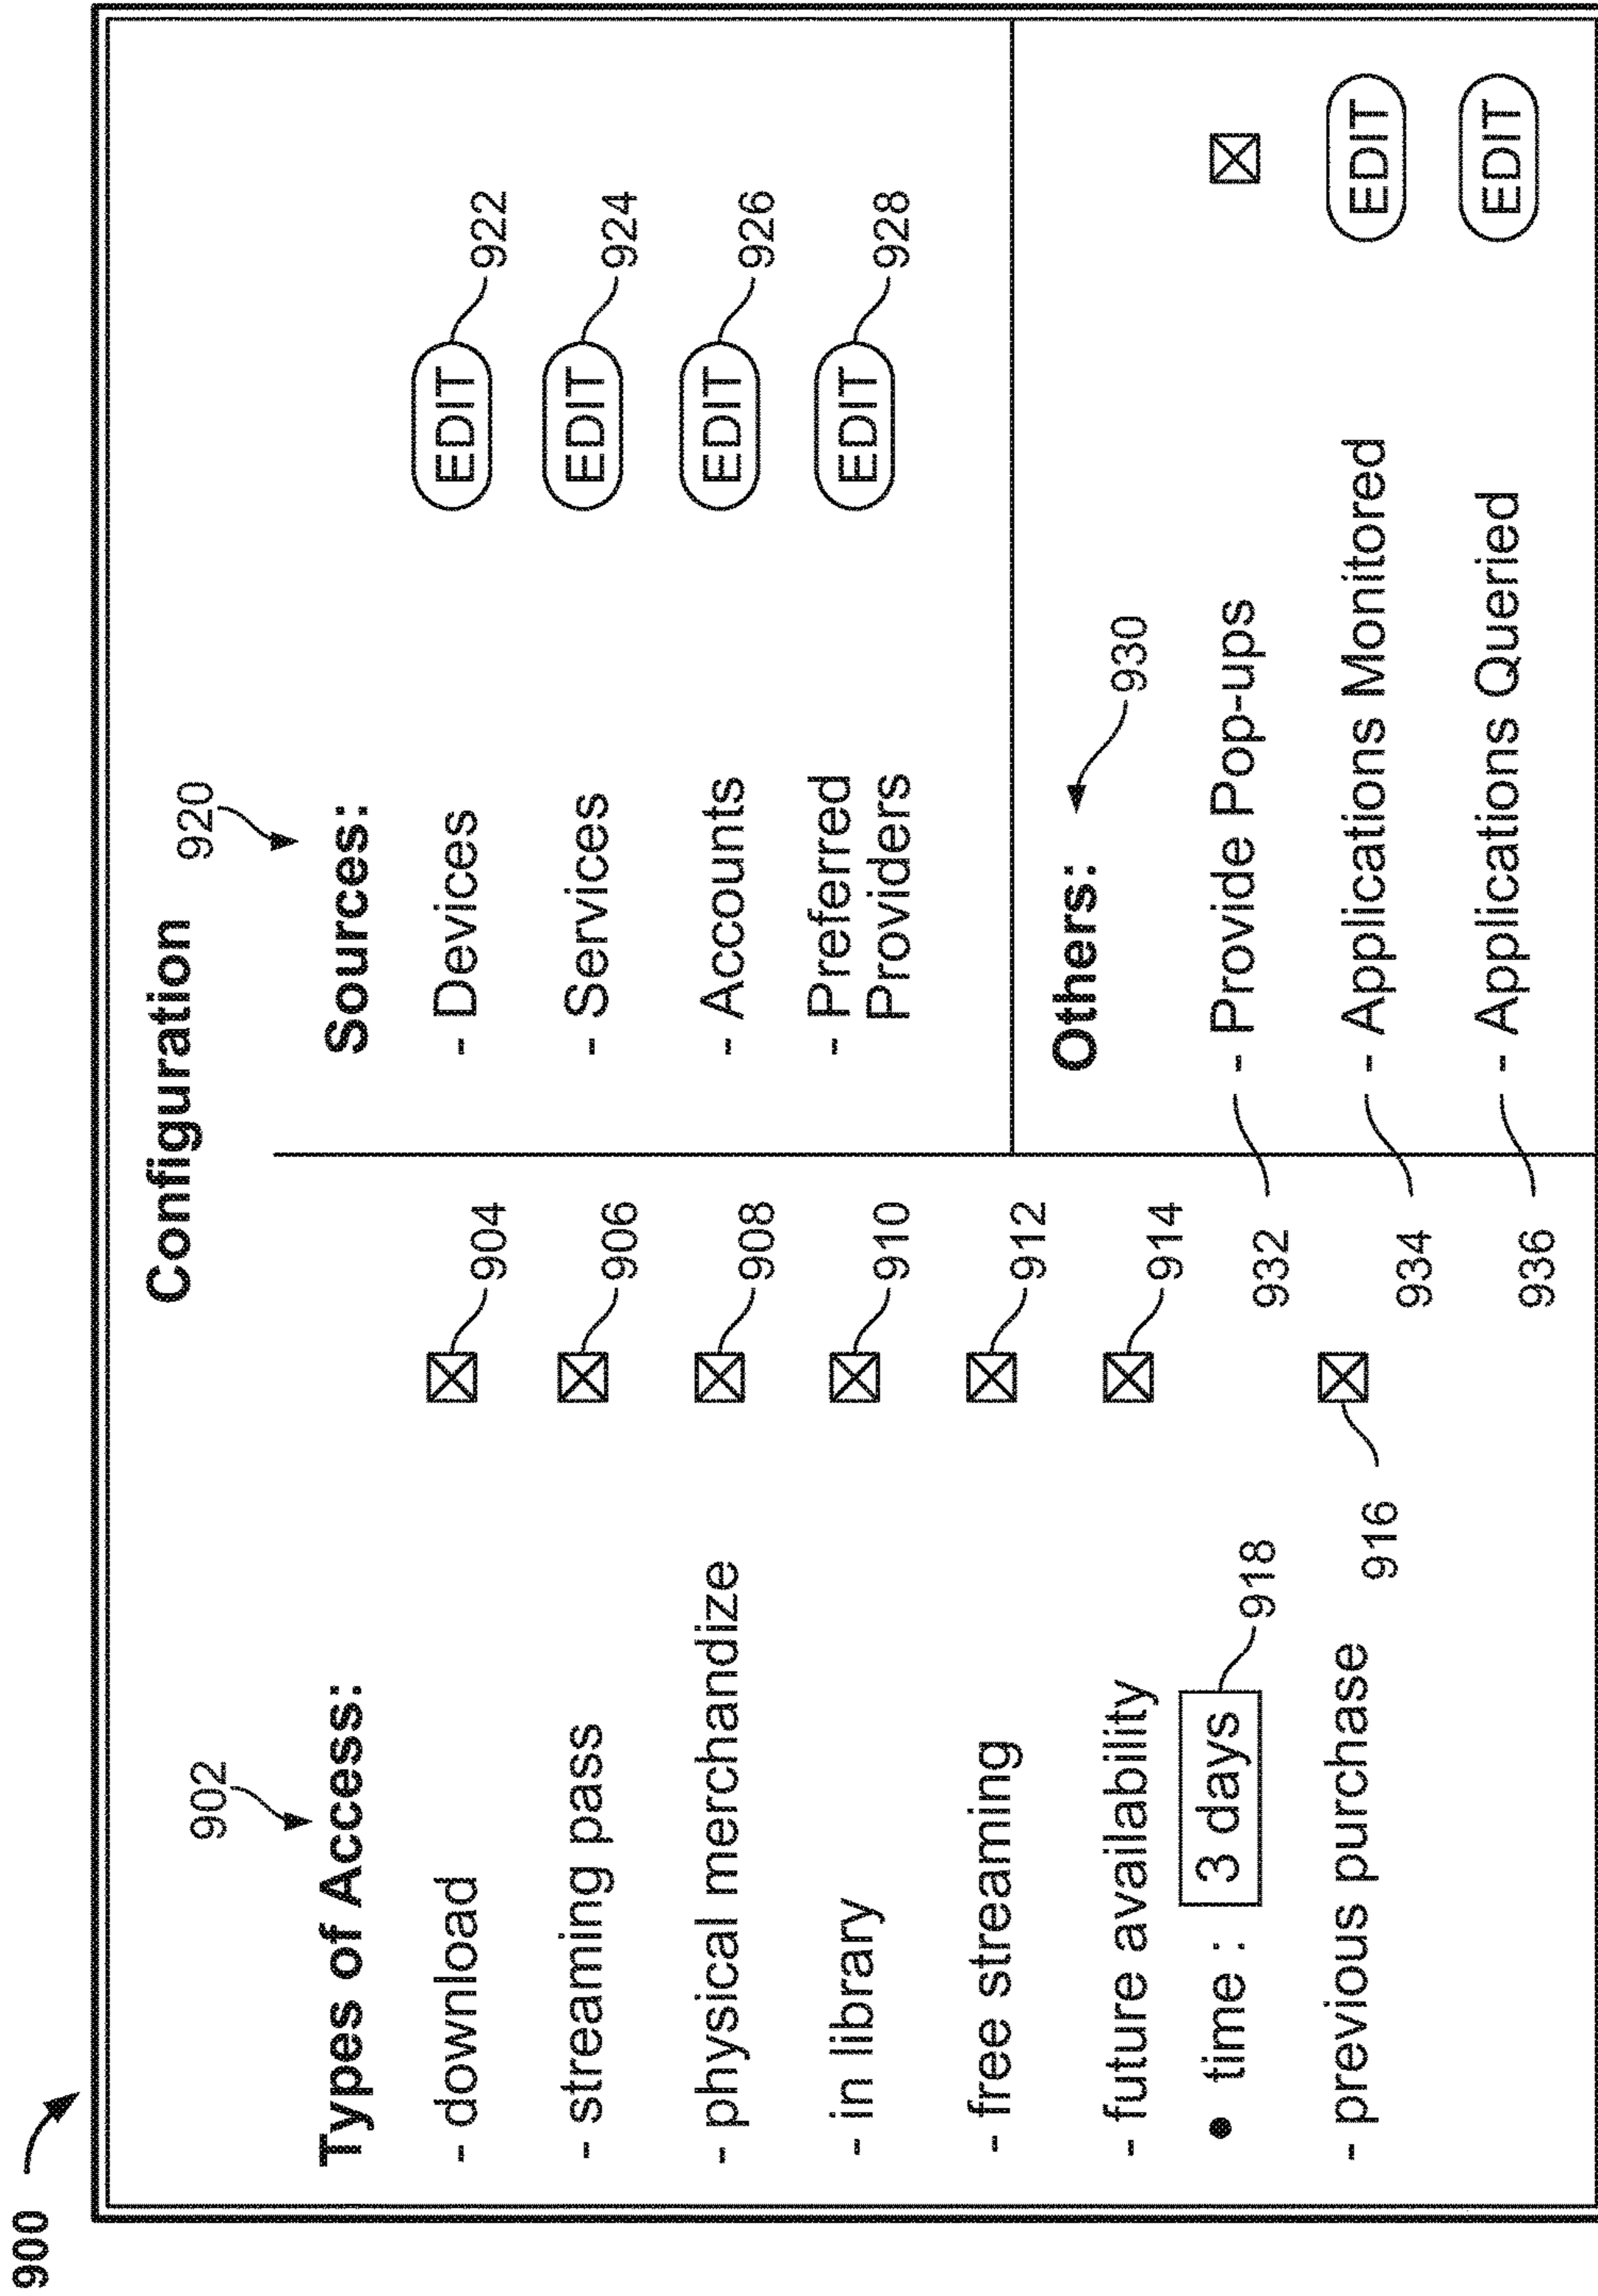 900
Configuration
902
Types of Access:
- download
904
- streaming pass
906
- physical merchandize
908
- in library
910
- free streaming
912
- future availability
914
• time : 3 days
918
- previous purchase
916
920
Sources:
- Devices
EDIT
922
- Services
EDIT
924
- Accounts
EDIT
926
- Preferred
Providers
EDIT
928
Others:
930
932
- Provide Pop-ups
934
- Applications Monitored
EDIT
936
- Applications Queried
EDIT